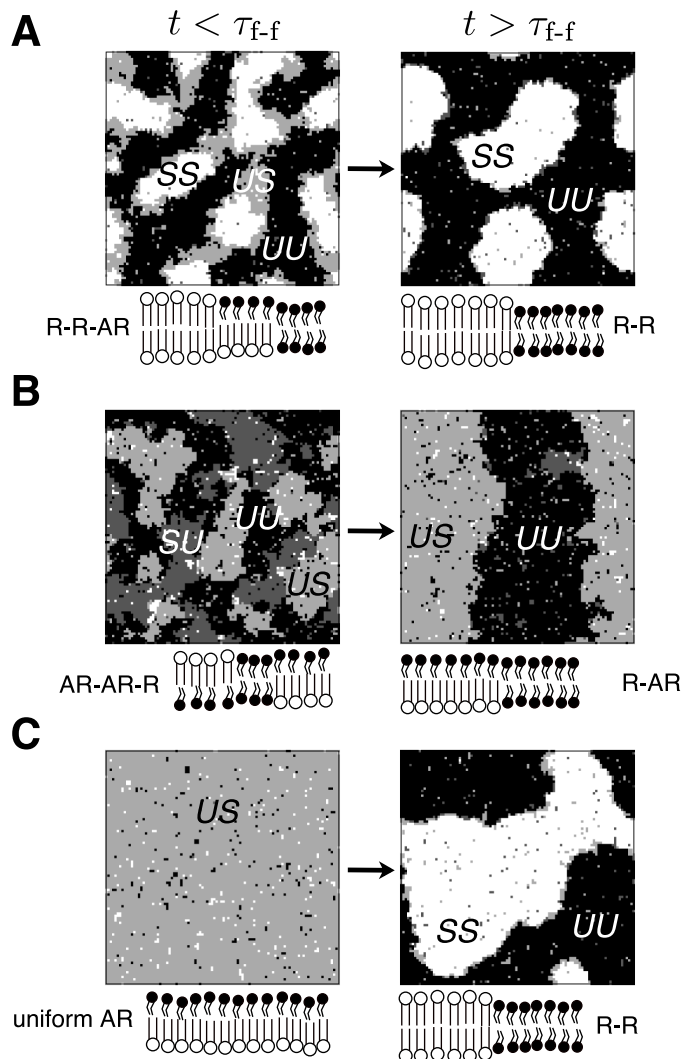 A
t < τf-f
t > τf-f
SS
US
UU
SS
UU
R-R-AR
R-R
B
SU
UU
US
US
UU
AR-AR-R
R-AR
C
US
SS
UU
uniform AR
R-R